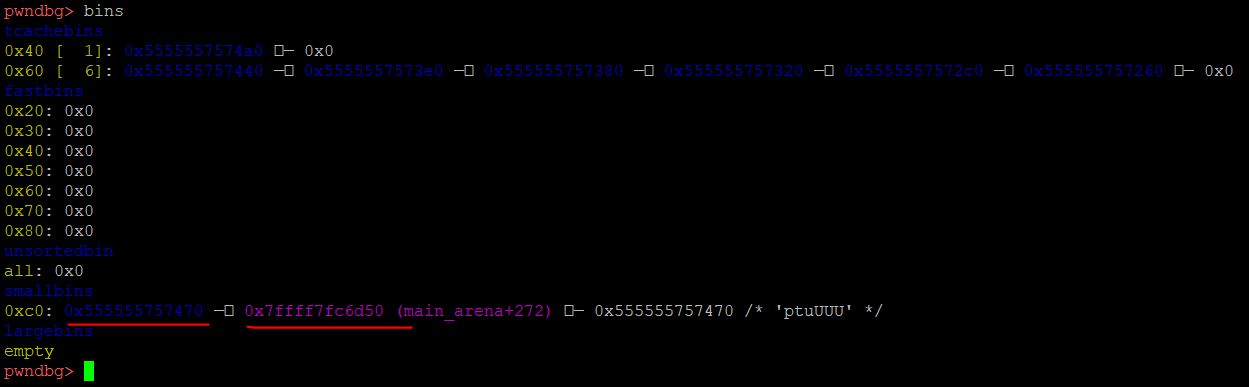 pwndbg> bins
tcachebins
0x40 [  1]: 0x5555557574a0 □— 0x0
0x60 [  6]: 0x555555757440 —□ 0x5555557573e0 —□ 0x555555757380 —□ 0x555555757320 —□ 0x5555557572c0 —□ 0x555555757260 □— 0x0
fastbins
0x20: 0x0
0x30: 0x0
0x40: 0x0
0x50: 0x0
0x60: 0x0
0x70: 0x0
0x80: 0x0
unsortedbin
all: 0x0
smallbins
0xc0: 0x555555757470 —□ 0x7ffff7fc6d50 (main_arena+272) □— 0x555555757470 /* 'ptuUUU' */
largebins
empty
pwndbg>